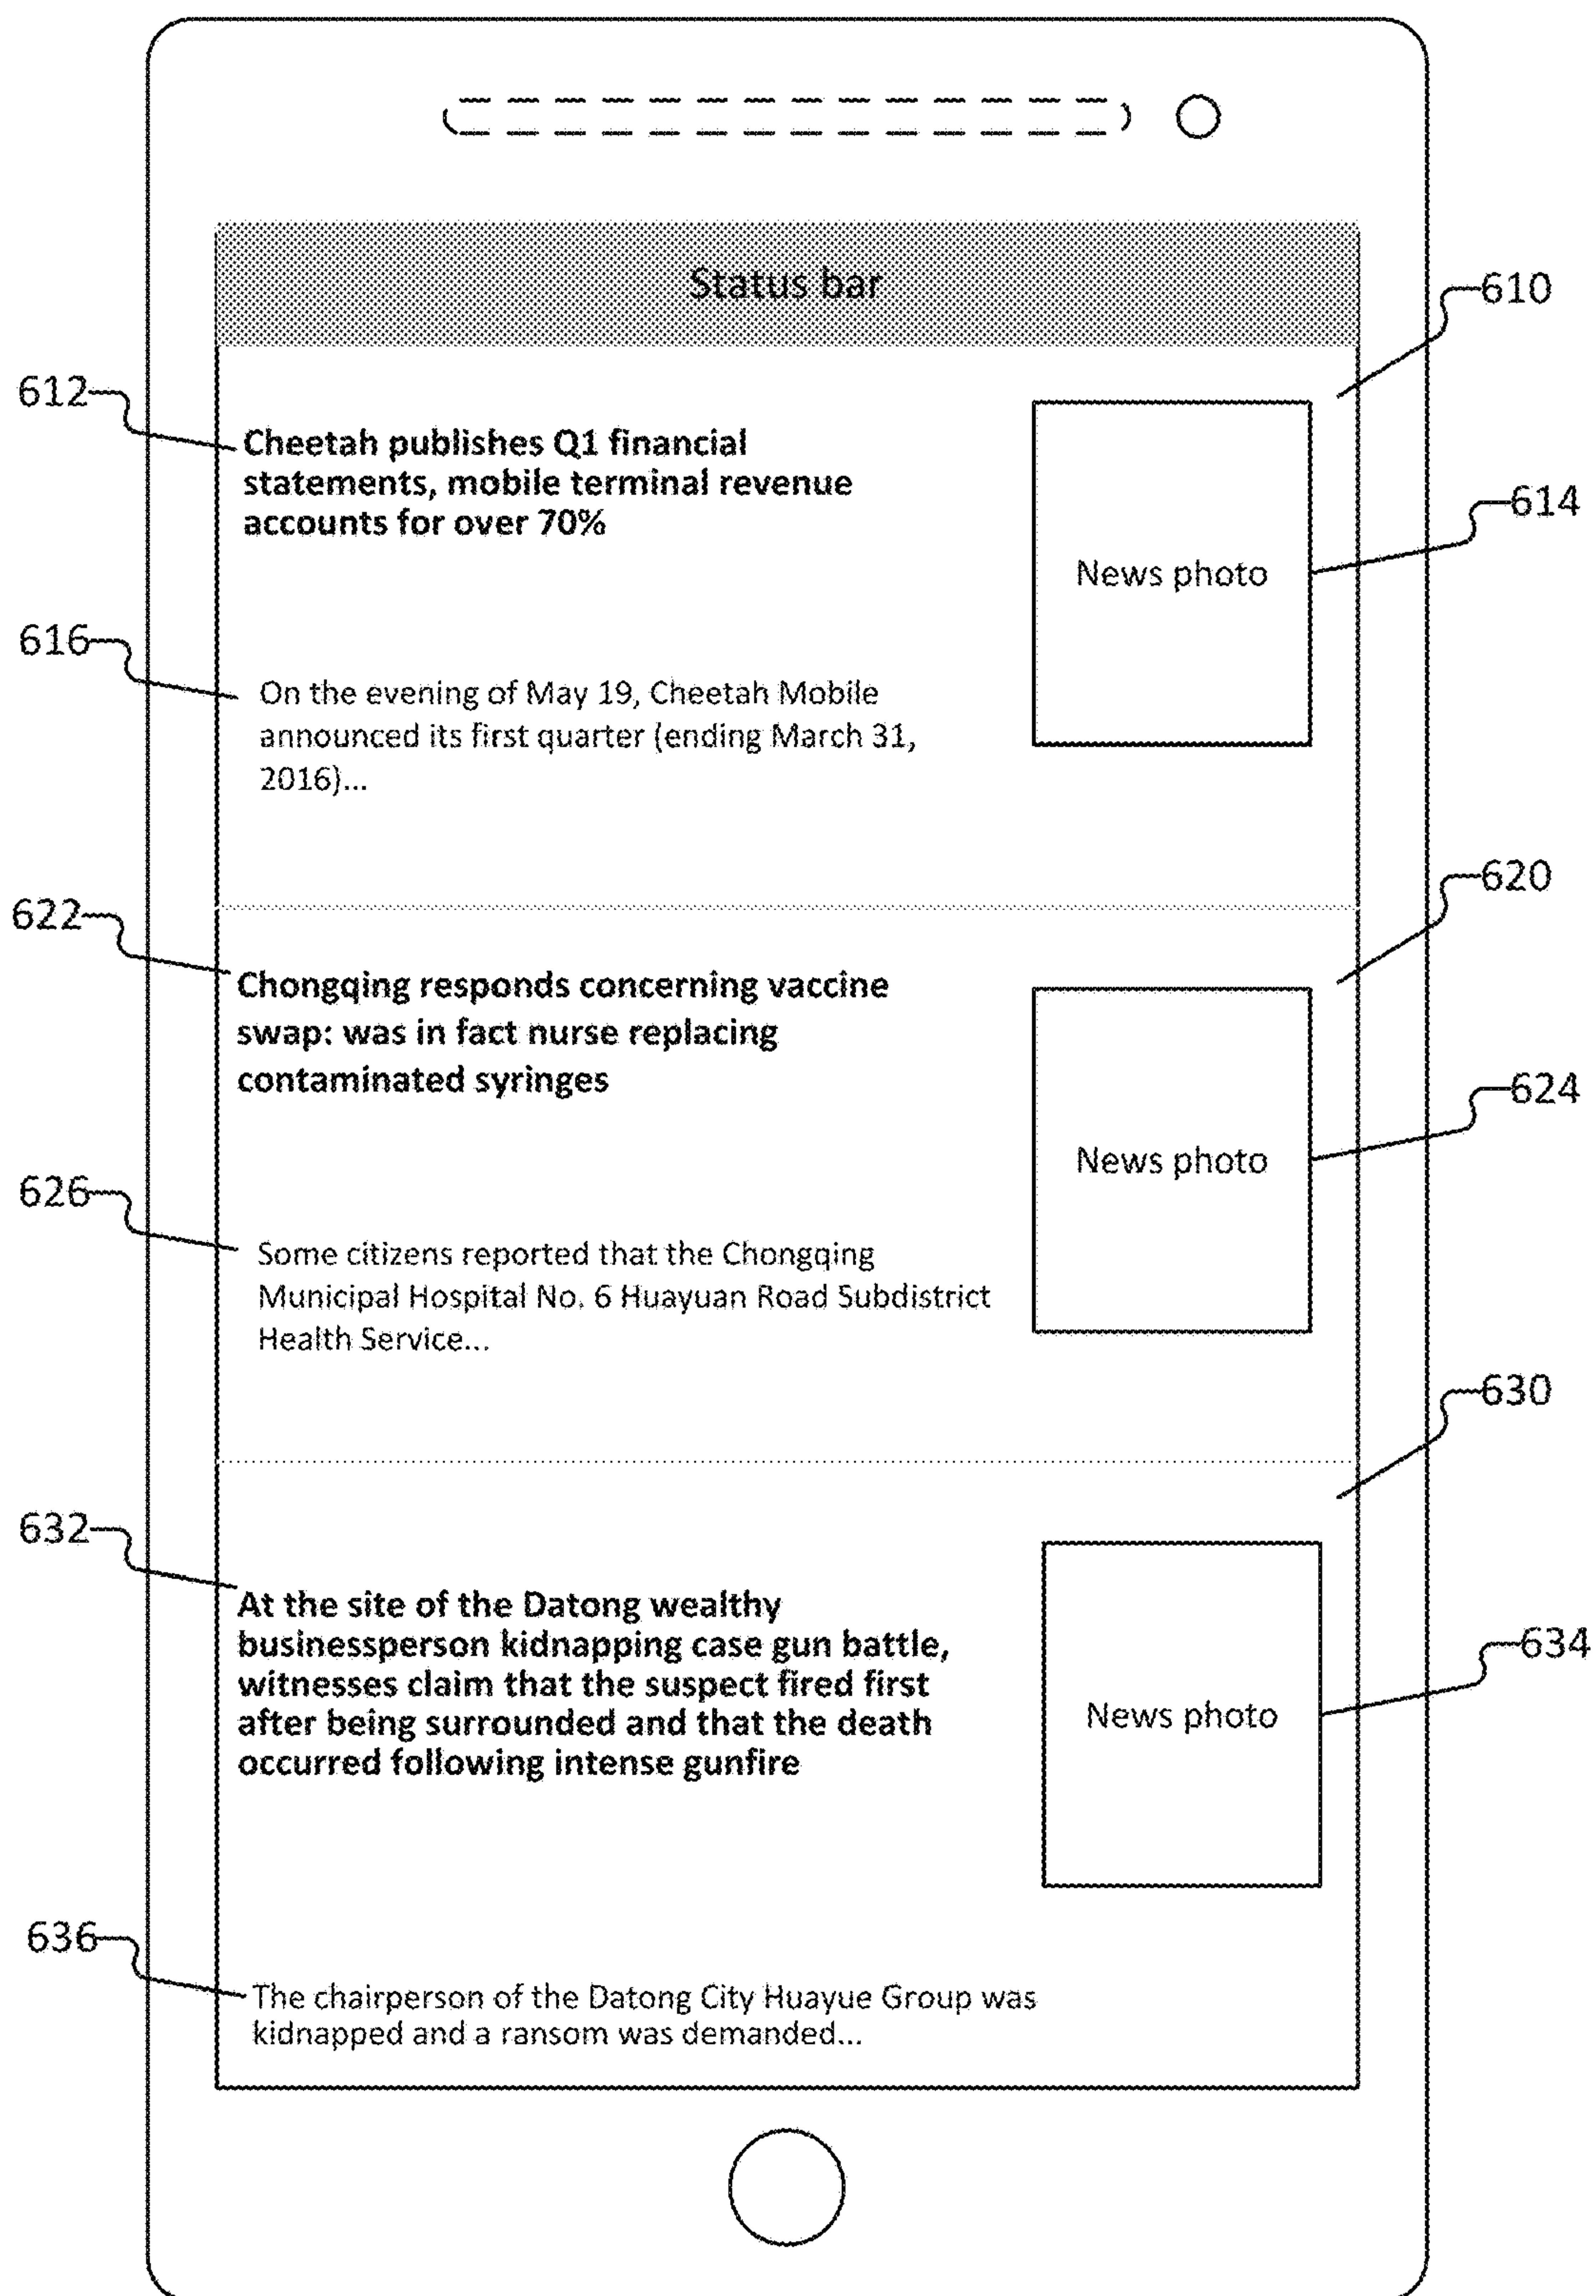 Status bar
610
612
Cheetah publishes Q1 financial
statements, mobile terminal revenue
accounts for over 70%
614
News photo
616
On the evening of May 19, Cheetah Mobile
announced its first quarter (ending March 31,
2016)...
620
622
Chongqing responds concerning vaccine
swap: was in fact nurse replacing
contaminated syringes
624
News photo
626
Some citizens reported that the Chongqing
Municipal Hospital No. 6 Huayuan Road Subdistrict
Health Service...
630
632
At the site of the Datong wealthy
businessperson kidnapping case gun battle,
witnesses claim that the suspect fired first
after being surrounded and that the death
occurred following intense gunfire
634
News photo
636
The chairperson of the Datong City Huayue Group was
kidnapped and a ransom was demanded...